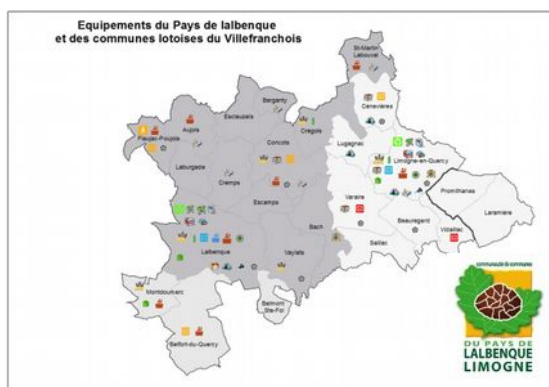 Equipements du Pays de lalbenque
et des communes lotoises du Villefranchois
St-Martin
Labouval
Cenevières
Berganty
Esclauzels
Crégols
Aujols
Flaujac-Poujols
Lugagnac
Limogne-en-Quercy
Concots
Laburgade
Cremps
Promilhanes
Escamps
Varaire
Laramière
Beauregard
Vidaillac
Bach
Saillac
Lalbenque
Vaylats
Montdoumerc
Belmont
Ste-Foi
Belfort-du-Quercy
communauté de communes
DU PAYS DE
LALBENQUE
LIMOGNE